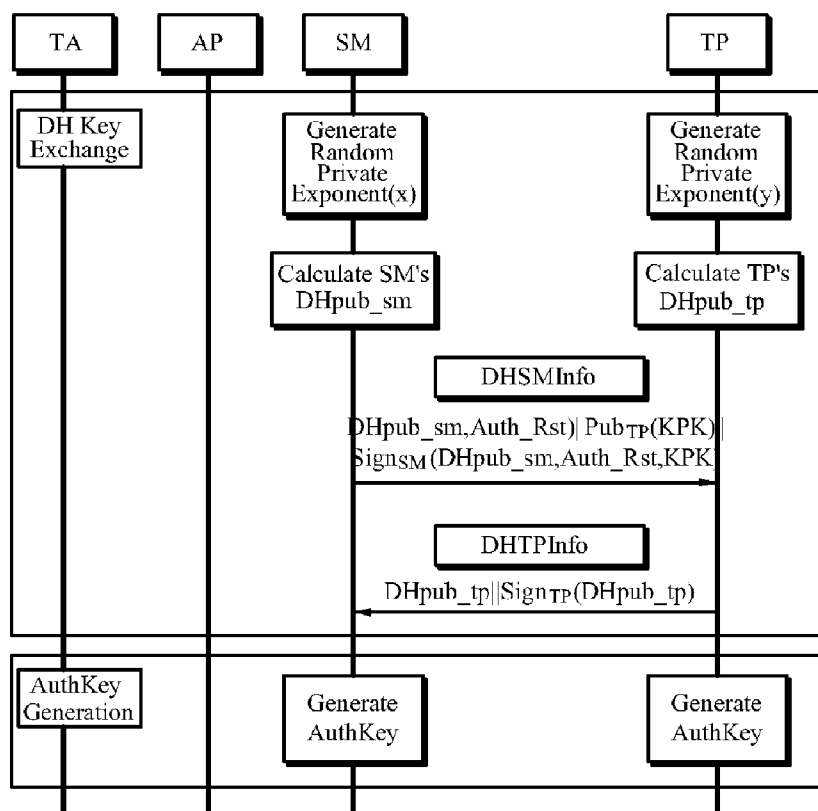 TA
AP
SM
TP
DH Key
Exchange
Generate
Random
Private
Exponent(x)
Generate
Random
Private
Exponent(y)
Calculate SM's
DHpub_sm
Calculate TP's
DHpub_tp
DHSMInfo
DHpub_sm,Auth_Rst)| PubTP(KPK)|
SignSM(DHpub_sm,Auth_Rst,KPK
DHTPInfo
DHpub_tp||SignTP(DHpub_tp)
AuthKey
Generation
Generate
AuthKey
Generate
AuthKey